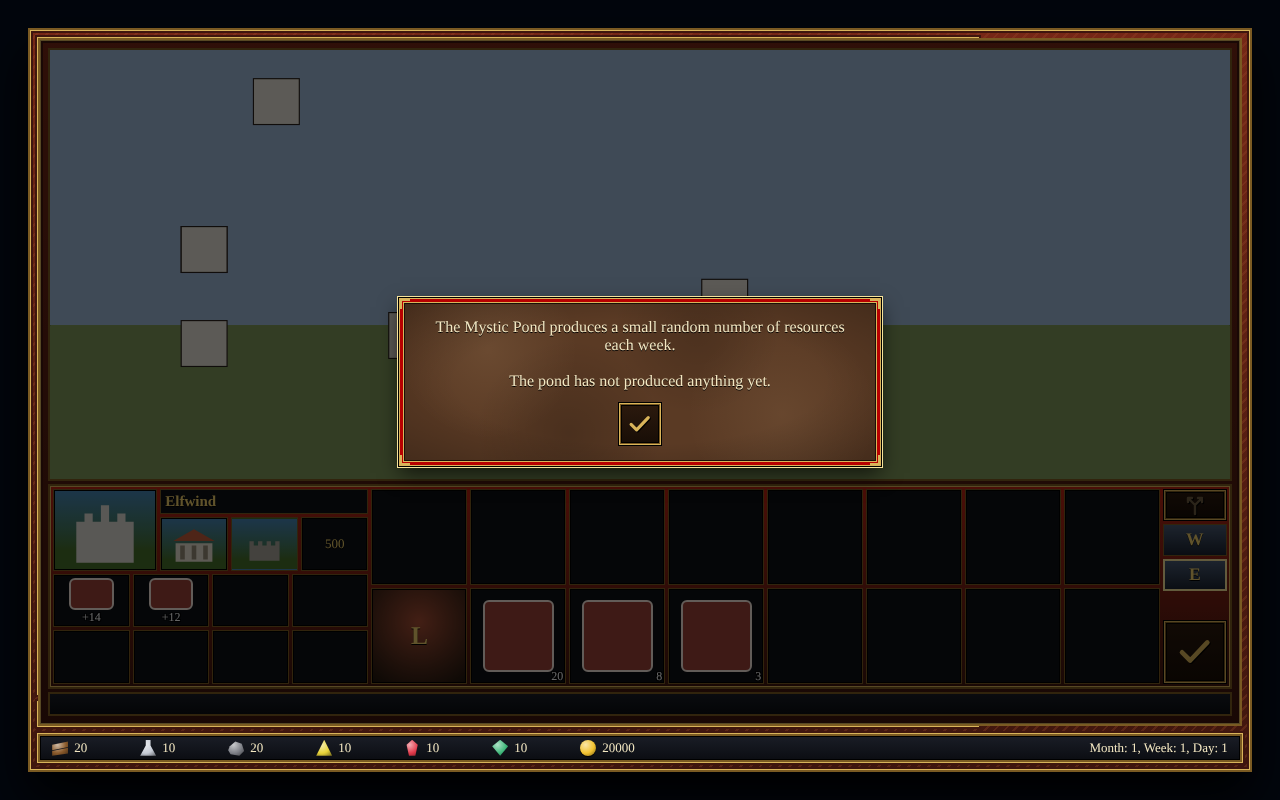 The Mystic Pond produces a small random number of resources
each week.
The pond has not produced anything yet.
Elfwind
500
W
E
+14 +12
L
20 8 3
20 10 20 10 10 10 20000 Month: 1, Week: 1, Day: 1